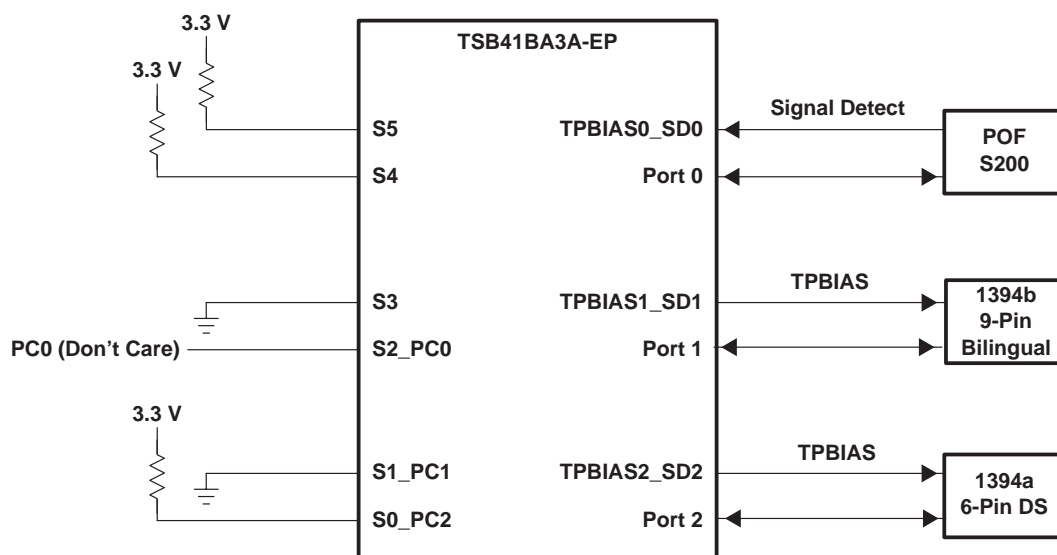 3.3 V
TSB41BA3A-EP
3.3 V
Signal Detect
S5
TPBIAS0_SD0
POF
S200
S4
Port 0
TPBIAS
S3
TPBIAS1_SD1
1394b
9-Pin
Bilingual
PC0 (Don't Care)
S2_PC0
Port 1
3.3 V
TPBIAS
S1_PC1
TPBIAS2_SD2
1394a
6-Pin DS
S0_PC2
Port 2